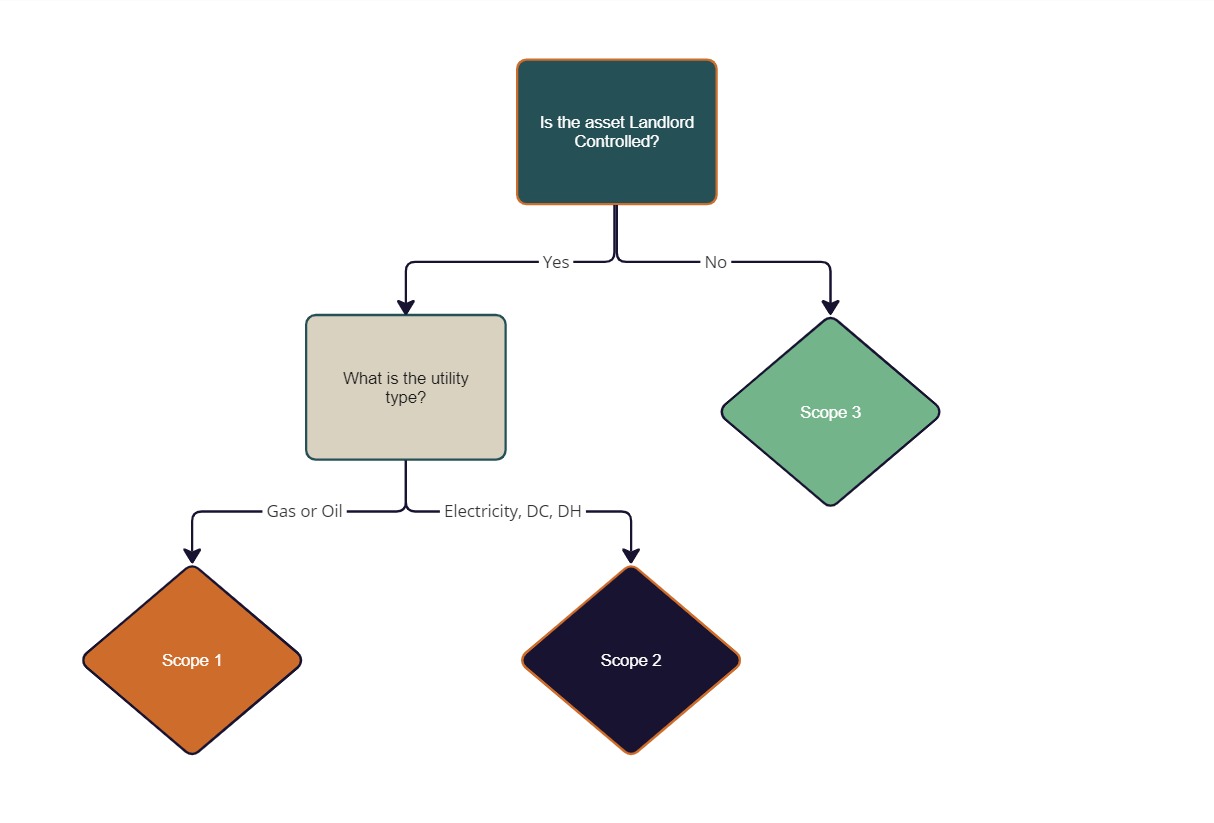 Is the asset Landlord
Controlled?
Yes
No
What is the utility
type?
Scope 3
Gas or Oil
Electricity, DC, DH
Scope 1
Scope 2